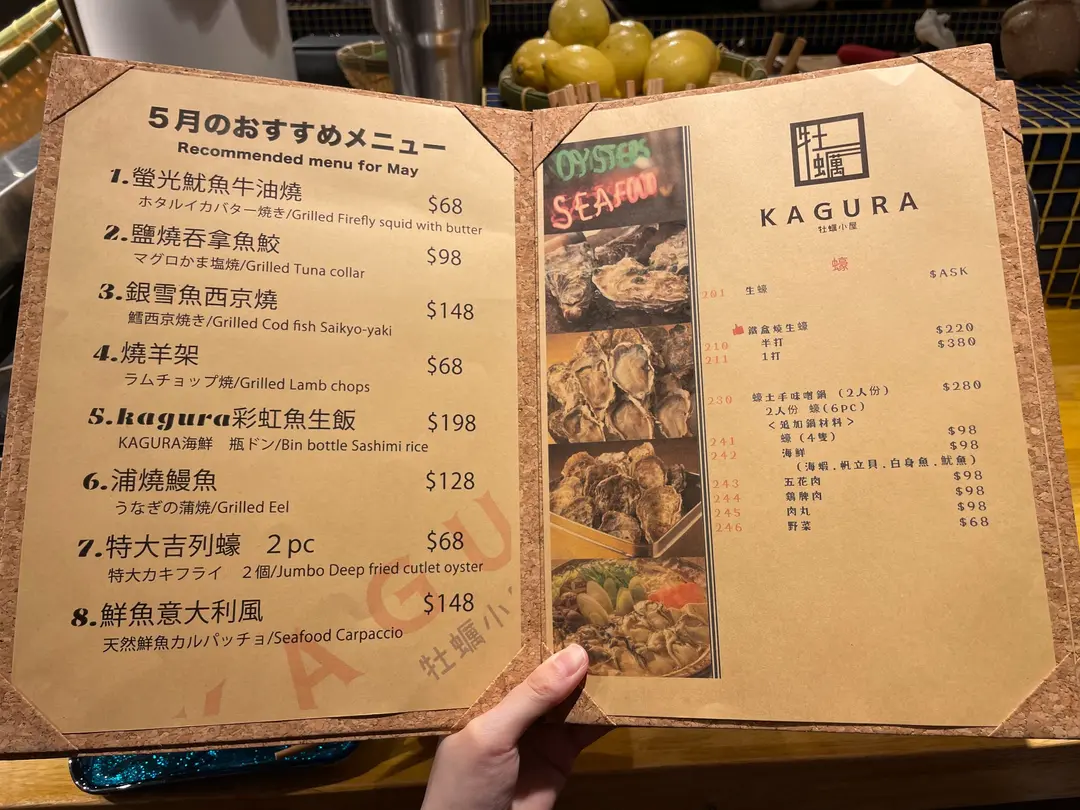 5月のおすすめメニュー
Recommended menu for May
1.螢光魷魚牛油燒 $68
ホタルイカバター焼き/Grilled Firefly squid with butter
2.鹽燒吞拿魚鮫 $98
マグロかま塩焼/Grilled Tuna collar
3.銀雪魚西京燒 $148
鱈西京焼き/Grilled Cod fish Saikyo-yaki
4.燒羊架 $68
ラムチョップ焼/Grilled Lamb chops
5.kagura彩虹魚生飯 $198
KAGURA海鮮 瓶ドン/Bin bottle Sashimi rice
6.浦燒鰻魚 $128
うなぎの蒲焼/Grilled Eel
7.特大吉列蠔 2pc $68
特大カキフライ 2個/Jumbo Deep fried cutlet oyster
8.鮮魚意大利風 $148
天然鮮魚カルパッチョ/Seafood Carpaccio
KAGU
牡蠣小
OYSTER
SEAFOOD
牡蠣
KAGURA
牡蠣小屋
蠔
201 生蠔 $ASK
鐵盒燒生蠔
210 半打 $220
211 1打 $380
230 蠔土手味噌鍋 (2人份) $280
2人份 蠔(6pc)
<追加鍋材料>
241 蠔 (4隻) $98
242 海鮮 $98
(海蝦.帆立貝.白身魚.魷魚)
243 五花肉 $98
244 鶏脾肉 $98
245 肉丸 $98
246 野菜 $68